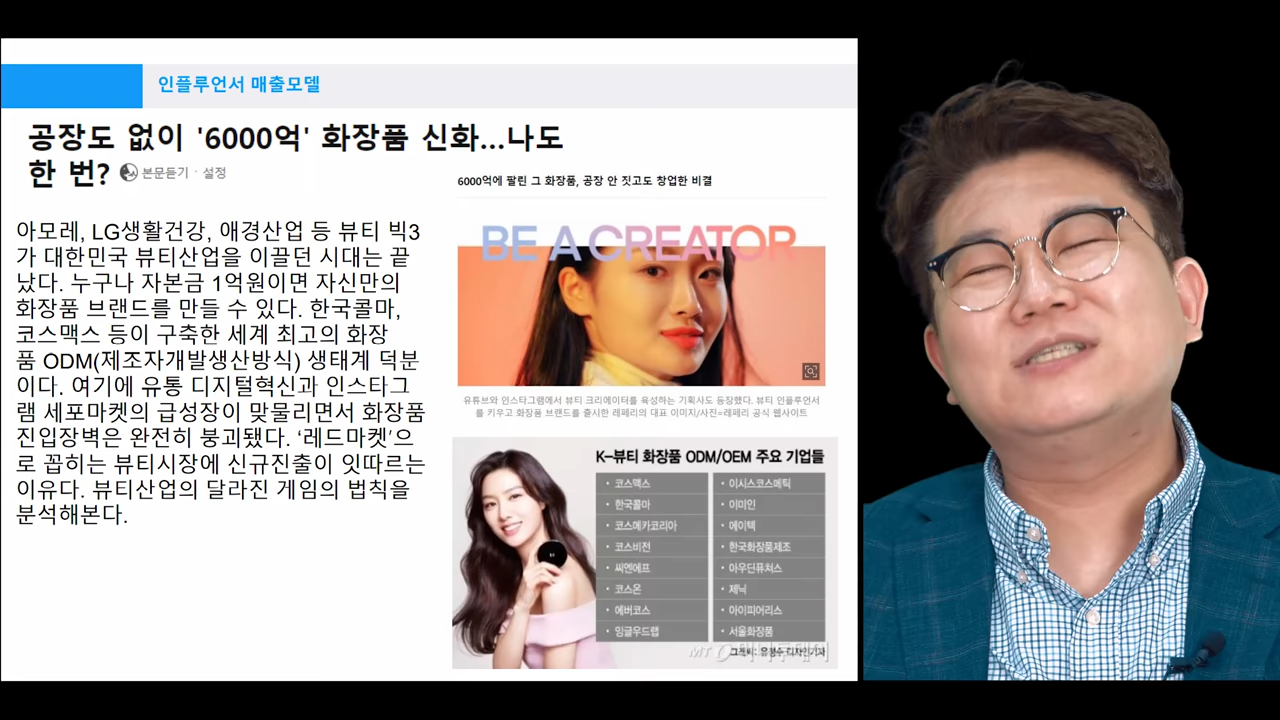 인플루언서 매출모델
공장도 없이 '6000억' 화장품 신화...나도
한 번?
본문듣기 · 설정
6000억에 팔린 그 화장품, 공장 안 짓고도 창업한 비결
아모레, LG생활건강, 애경산업 등 뷰티 빅3
가 대한민국 뷰티산업을 이끌던 시대는 끝
났다. 누구나 자본금 1억원이면 자신만의
화장품 브랜드를 만들 수 있다. 한국콜마,
코스맥스 등이 구축한 세계 최고의 화장
품 ODM(제조자개발생산방식) 생태계 덕분
이다. 여기에 유통 디지털혁신과 인스타그
램 세포마켓의 급성장이 맞물리면서 화장품
진입장벽은 완전히 붕괴됐다. ‘레드마켓’으
로 꼽히는 뷰티시장에 신규진출이 잇따르는
이유다. 뷰티산업의 달라진 게임의 법칙을
분석해본다.
BE A CREATOR
유튜브와 인스타그램에서 뷰티 크리에이터를 육성하는 기획사도 등장했다. 뷰티 인플루언서
를 키우고 화장품 브랜드를 출시한 레페리의 대표 이미지/사진=레페리 공식 웹사이트
K-뷰티 화장품 ODM/OEM 주요 기업들
• 코스맥스
• 한국콜마
• 코스메카코리아
• 코스비전
• 씨엔에프
• 코스온
• 에버코스
• 잉글우드랩
• 이시스코스메틱
• 이미인
• 에이텍
• 한국화장품제조
• 아우딘퓨쳐스
• 제닉
• 아이피어리스
• 서울화장품
MT 머니투데이